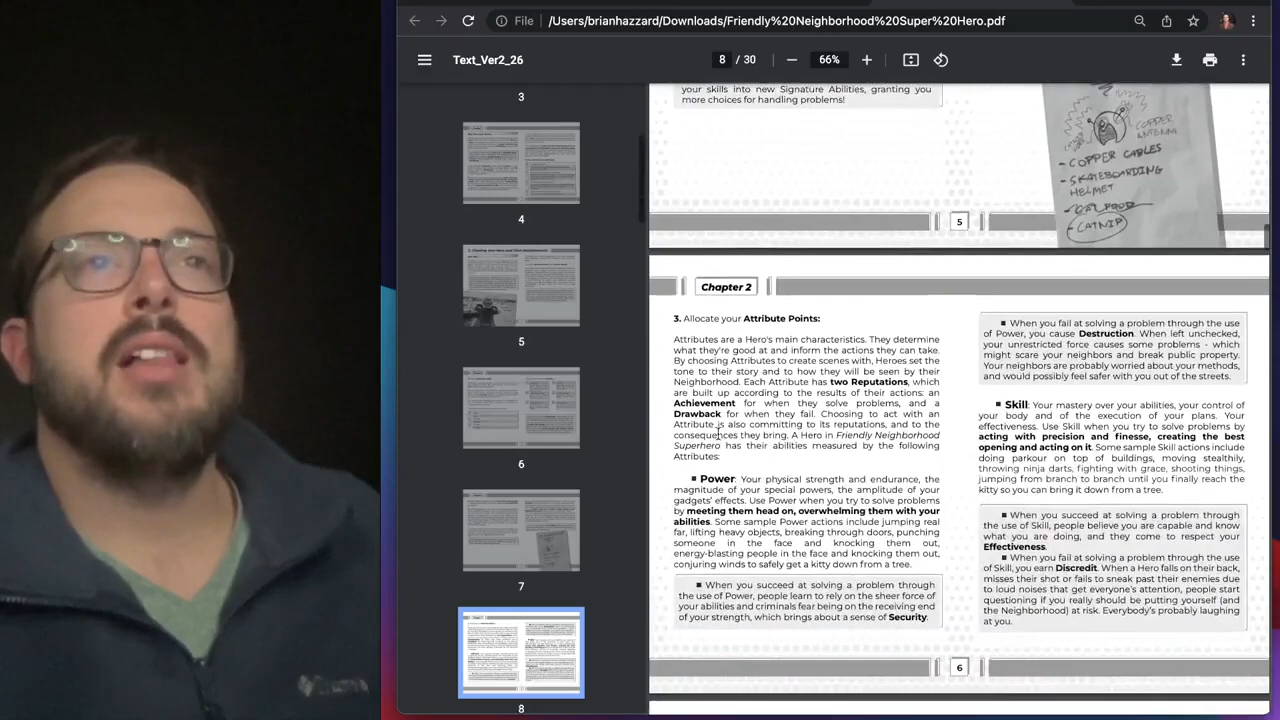 File
/Users/brianhazzard/Downloads/Friendly%20Neighborhood%20Super%20Hero.pdf
Text_Ver2_26
8 / 30
66%
3
4
5
6
7
8
your skills into new Signature Abilities, granting you
more choices for handling problems!
COPPER
ANTENNA
- COPPER CABLES
- SKATEBOARDING
HELMET
- CAT FOOD
- CATNIP
5
Chapter 2
3. Allocate your Attribute Points:
Attributes are a Hero's main characteristics. They determine
what they're good at and inform the actions they can take.
By choosing Attributes to create scenes with, Heroes set the
tone to their story and to how they will be seen by their
Neighborhood. Each Attribute has two Reputations, which
are built up according to the results of their actions: an
Achievement for when they solve problems, and a
Drawback for when they fail. Choosing to act with an
Attribute is also committing to its reputations, and to the
consequences they bring. A Hero in Friendly Neighborhood
Superhero has their abilities measured by the following
Attributes:
■ Power: Your physical strength and endurance, the
magnitude of your special powers, the amplitude of your
gadgets' effects. Use Power when you try to solve problems
by meeting them head on, overwhelming them with your
abilities. Some sample Power actions include jumping real
far, lifting heavy objects, breaking through doors, punching
someone in the face and knocking them out,
energy-blasting people in the face and knocking them out,
conjuring winds to safely get a kitty down from a tree.
■ When you succeed at solving a problem through
the use of Power, people learn to rely on the sheer force of
your abilities and criminals fear being on the receiving end
of your strength, which brings about a sense of Security.
■ When you fail at solving a problem through the use
of Power, you cause Destruction. When left unchecked,
your unrestricted force causes some problems - which
might scare your neighbors and break public property.
Your neighbors are probably worried about your methods,
and would possibly feel safer with you out of the streets.
■ Skill: Your mastery over your abilities, your control of
your body and of the execution of your plans. Your
effectiveness. Use Skill when you try to solve problems by
acting with precision and finesse, creating the best
opening and acting on it. Some sample Skill actions include
doing parkour on top of buildings, moving stealthily,
throwing ninja darts, fighting with grace, shooting things,
jumping from branch to branch until you finally reach the
kitty so you can bring it down from a tree.
■ When you succeed at solving a problem through
the use of Skill, people believe you are capable and know
what you are doing, and they come to respect your
Effectiveness.
■ When you fail at solving a problem through the use
of Skill, you earn Discredit. When a Hero falls on their back,
misses their shot or fails to sneak past their enemies due
to loud noises that get everyone's attention, people start
questioning if you really should be putting yourself (and
the Neighborhood) at risk. Everybody's probably laughing
at you.
6